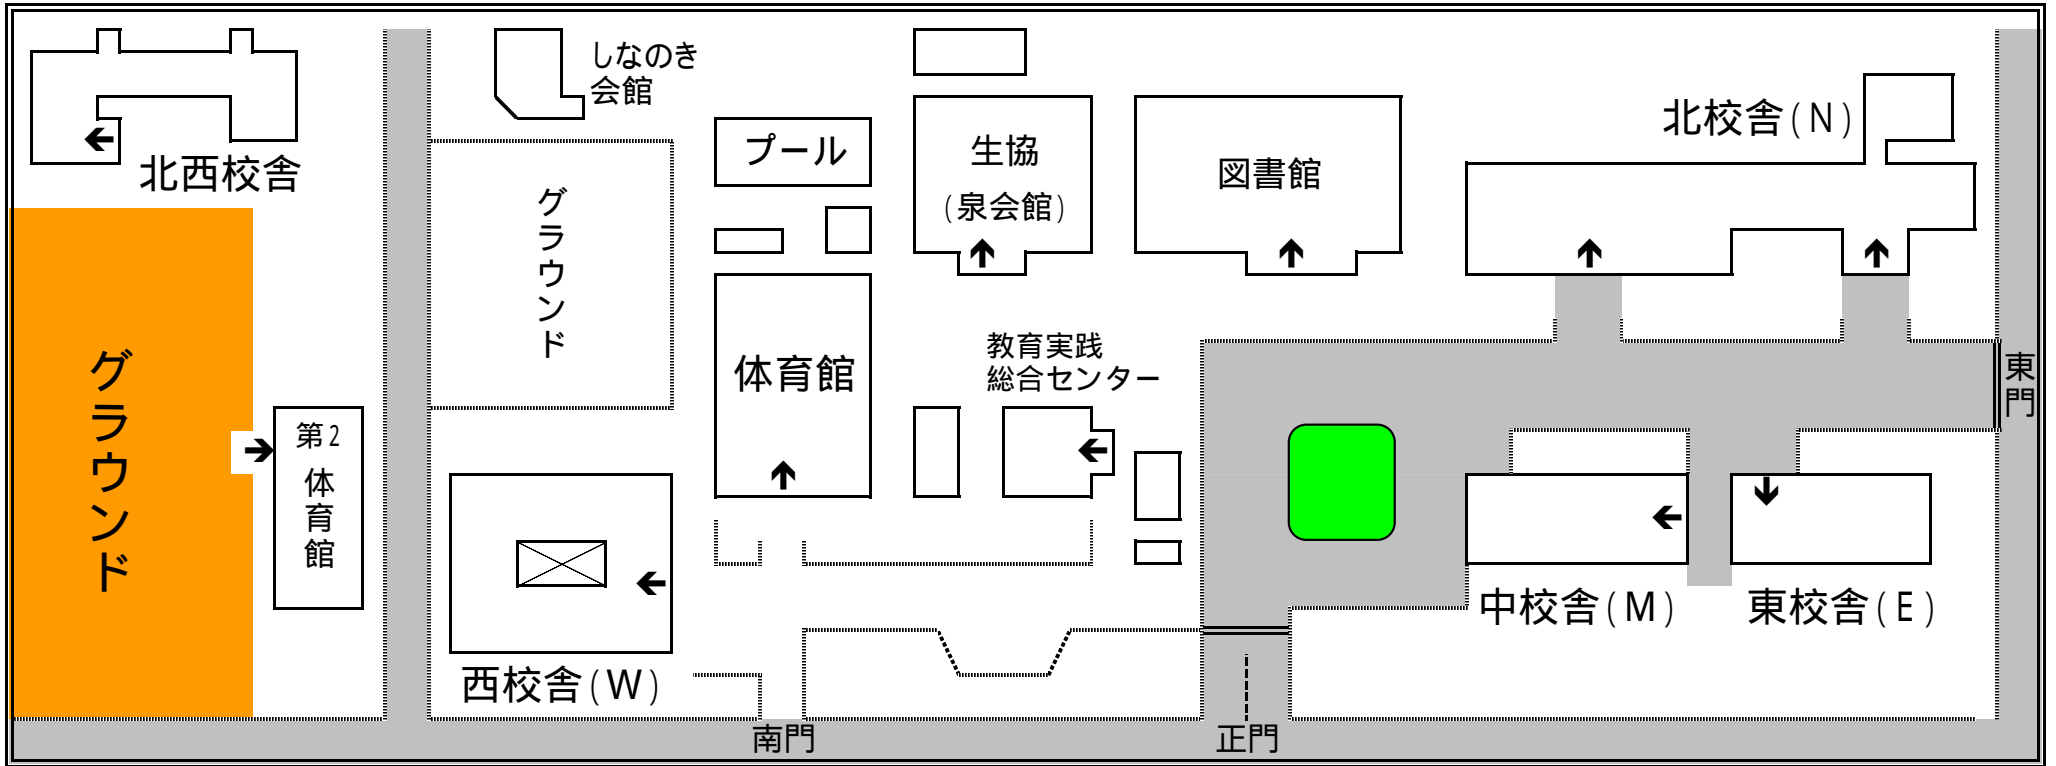 しなのき
会館
北校舎(N)
プール
生協
(泉会館)
図書館
北西校舎
グラウンド
グラウンド
体育館
教育実践
総合センター
東門
第2
体育館
中校舎(M)
東校舎(E)
西校舎(W)
南門
正門